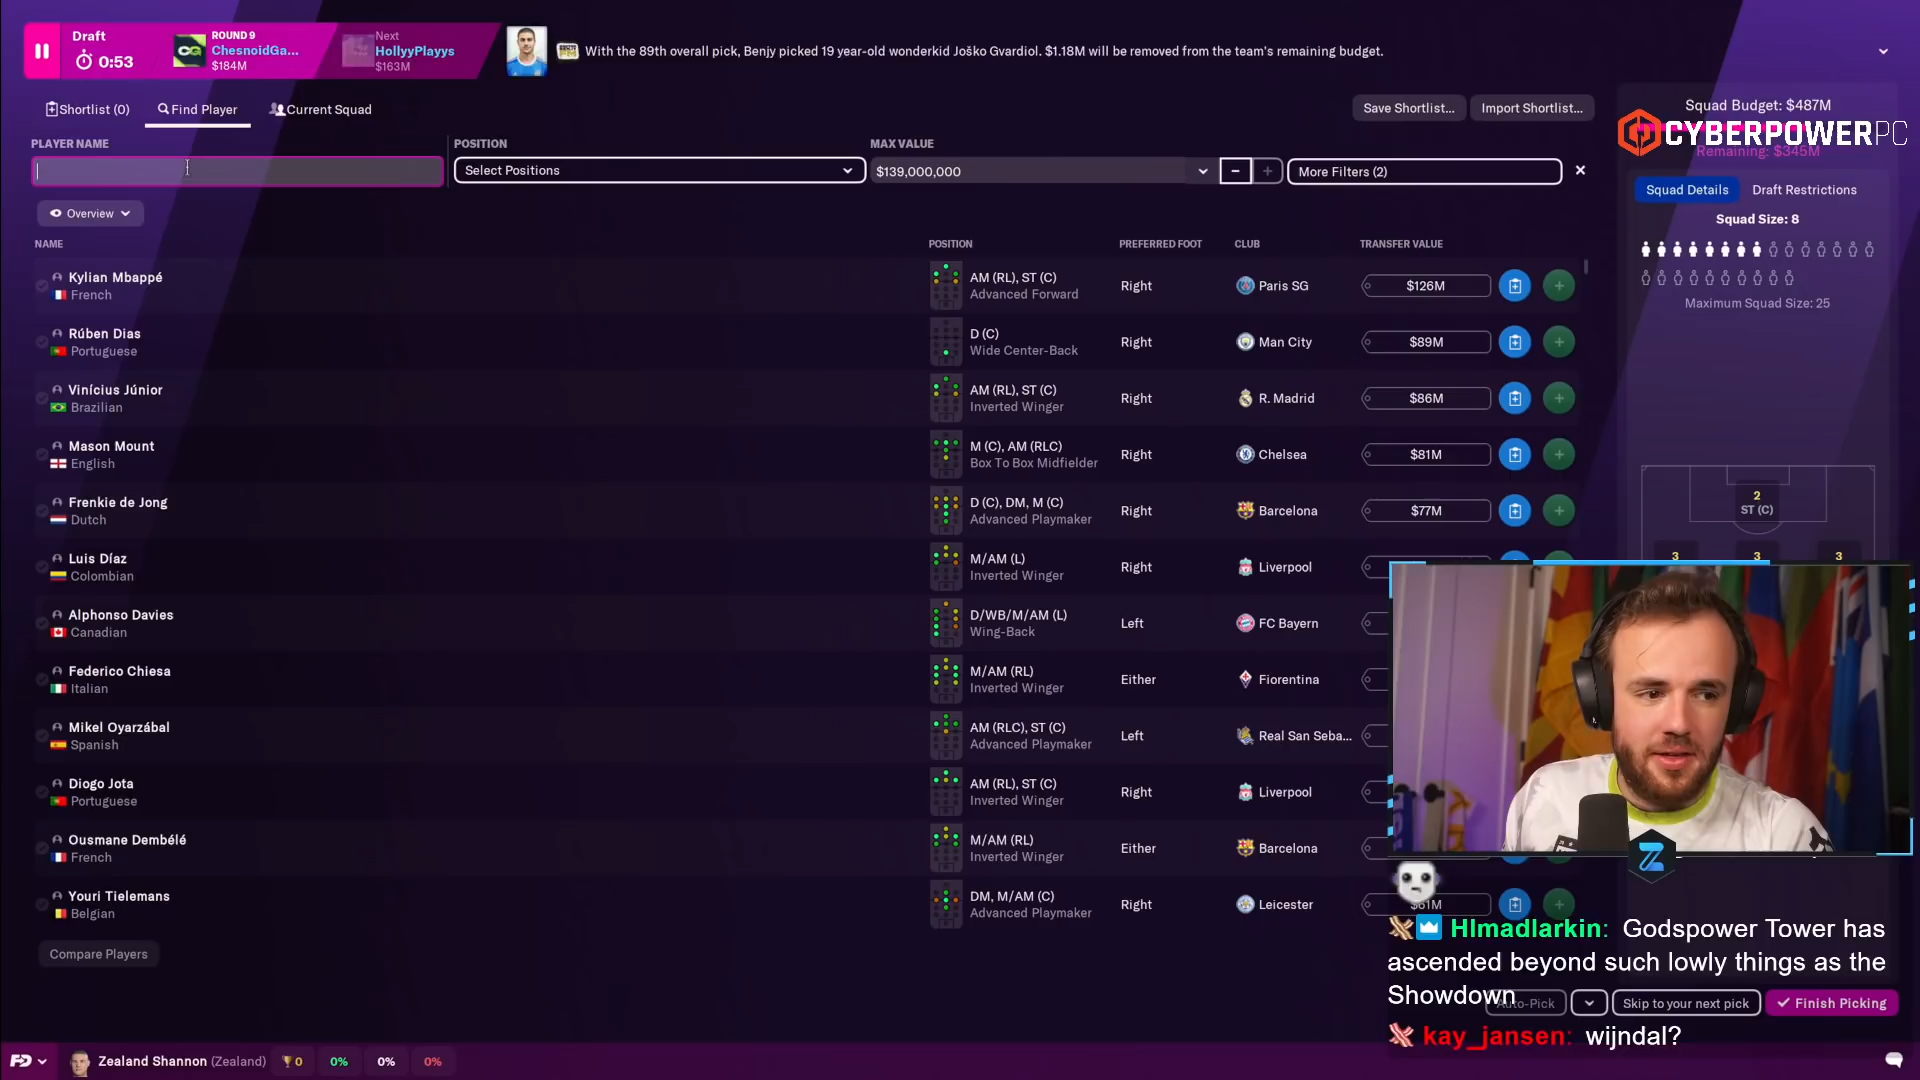 Draft
0:53
ROUND 9
ChesnoidGa...
$184M
Next
HollyyPlayys
$163M
With the 89th overall pick, Benjy picked 19 year-old wonderkid Joško Gvardiol. $1.18M will be removed from the team's remaining budget.
Shortlist (0)
Find Player
Current Squad
Save Shortlist...
Import Shortlist...
Squad Budget: $487M
CYBERPOWERPC
Remaining: $345M
PLAYER NAME
POSITION
MAX VALUE
Select Positions
$139,000,000
More Filters (2)
Squad Details
Draft Restrictions
Squad Size: 8
Maximum Squad Size: 25
Overview
NAME
POSITION
PREFERRED FOOT
CLUB
TRANSFER VALUE
Kylian Mbappé
French
AM (RL), ST (C)
Advanced Forward
Right
Paris SG
$126M
Rúben Dias
Portuguese
D (C)
Wide Center-Back
Right
Man City
$89M
Vinícius Júnior
Brazilian
AM (RL), ST (C)
Inverted Winger
Right
R. Madrid
$86M
Mason Mount
English
M (C), AM (RLC)
Box To Box Midfielder
Right
Chelsea
$81M
Frenkie de Jong
Dutch
D (C), DM, M (C)
Advanced Playmaker
Right
Barcelona
$77M
2
ST (C)
3
3
3
Luis Díaz
Colombian
M/AM (L)
Inverted Winger
Right
Liverpool
Alphonso Davies
Canadian
D/WB/M/AM (L)
Wing-Back
Left
FC Bayern
Federico Chiesa
Italian
M/AM (RL)
Inverted Winger
Either
Fiorentina
Mikel Oyarzábal
Spanish
AM (RLC), ST (C)
Advanced Playmaker
Left
Real San Seba...
Diogo Jota
Portuguese
AM (RL), ST (C)
Inverted Winger
Right
Liverpool
Ousmane Dembélé
French
M/AM (RL)
Inverted Winger
Either
Barcelona
Youri Tielemans
Belgian
DM, M/AM (C)
Advanced Playmaker
Right
Leicester
$61M
Compare Players
HImadlarkin: Godspower Tower has
ascended beyond such lowly things as the
Showdown
Auto-Pick
Skip to your next pick
Finish Picking
kay_jansen: wijndal?
FD
Zealand Shannon (Zealand)
0
0%
0%
0%